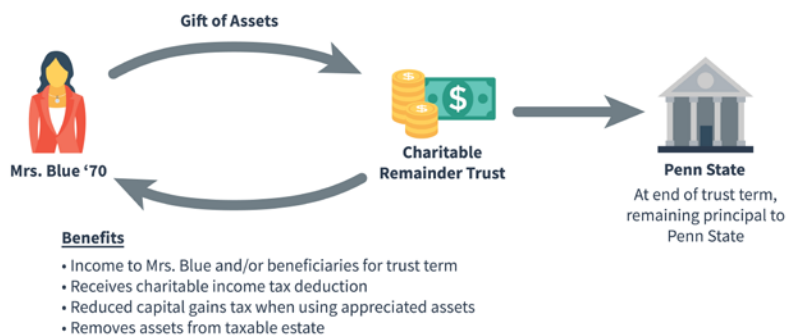 Gift of Assets
$
$
$
Mrs. Blue ‘70
Charitable
Remainder Trust
Penn State
At end of trust term,
remaining principal to
Penn State
Benefits
• Income to Mrs. Blue and/or beneficiaries for trust term
• Receives charitable income tax deduction
• Reduced capital gains tax when using appreciated assets
• Removes assets from taxable estate